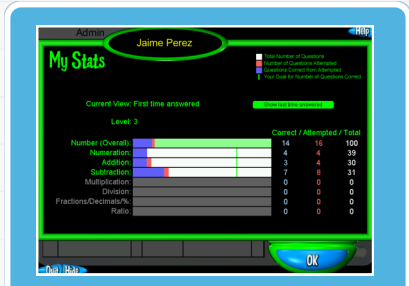 Admin
Jaime Perez
Help
My Stats
Total Number of Questions
Number of Questions Attempted
Questions Correct from Attempted
Your Goal for Number of Questions Correct
Current View: First time answered
Show last time answered
Level: 3
Correct / Attempted / Total
Number (Overall): 14 16 100
Numeration: 4 4 39
Addition: 3 4 30
Subtraction: 7 8 31
Multiplication: 0 0 0
Division: 0 0 0
Fractions/Decimals/%: 0 0 0
Ratio: 0 0 0
OK
Quit Hide